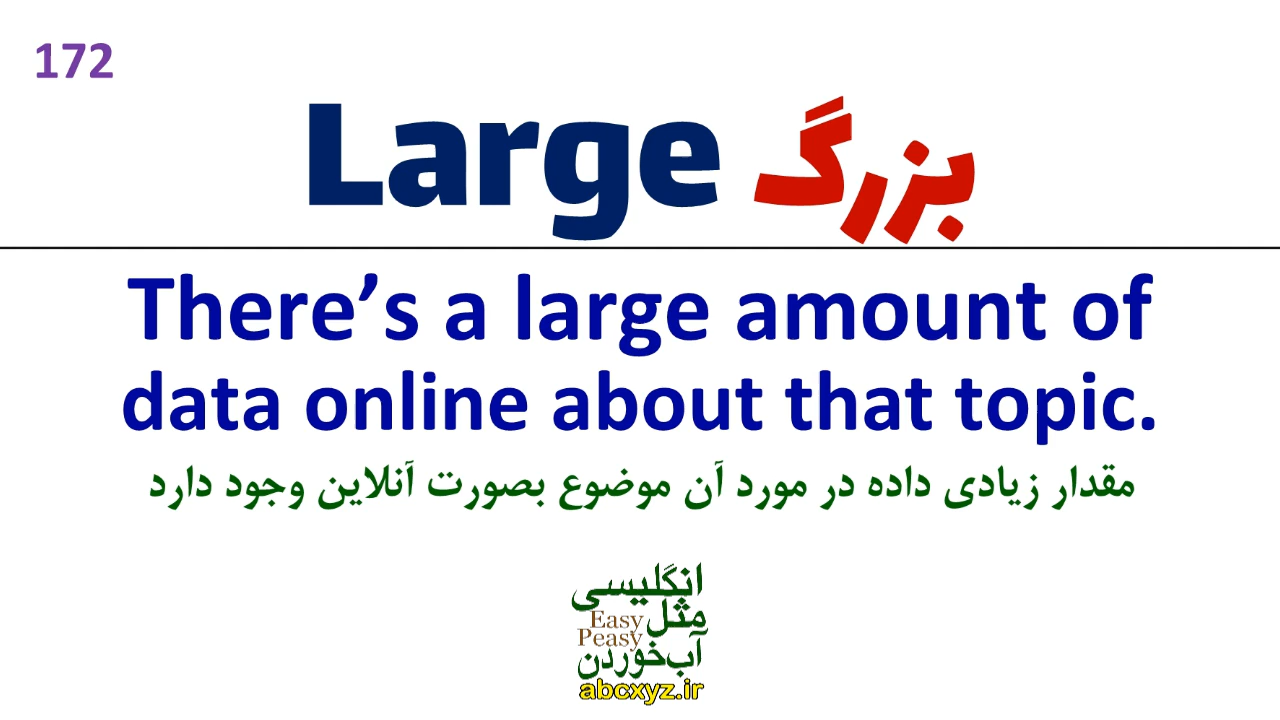 172
Large بزرگ
There’s a large amount of
data online about that topic.
مقدار زیادی داده در مورد آن موضوع بصورت آنلاین وجود دارد
انگلیسی
مثل Easy
Peasy
آب‌خوردن
abcxyz.ir